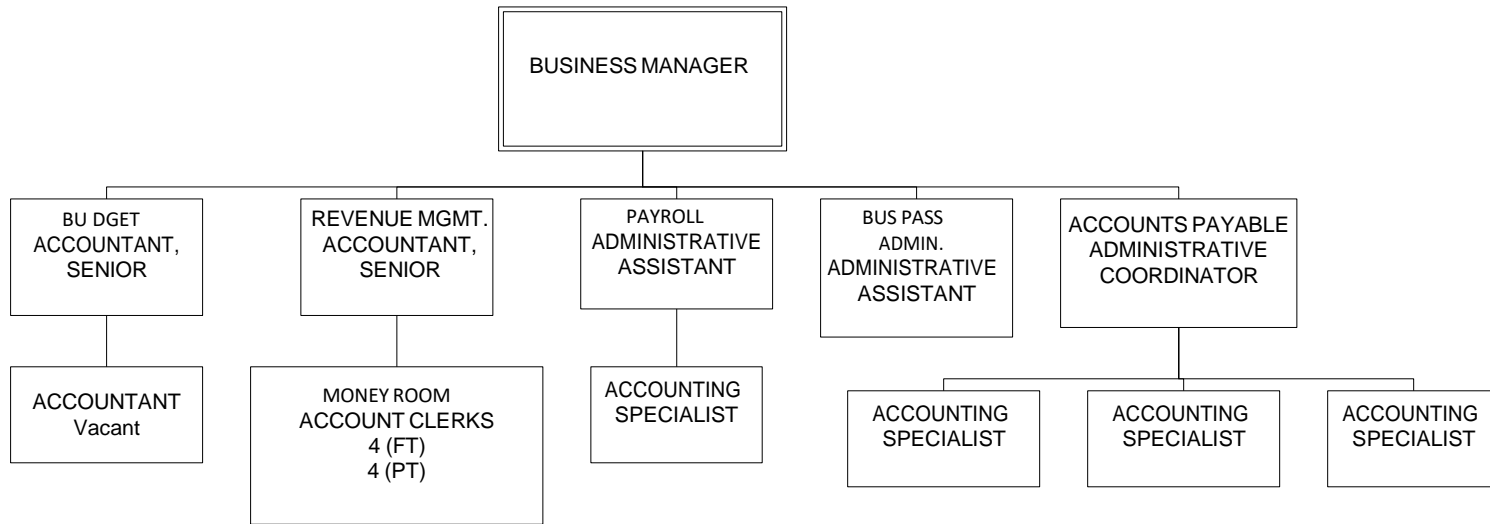 BUSINESS MANAGER
BU DGET
ACCOUNTANT,
SENIOR
REVENUE MGMT.
ACCOUNTANT,
SENIOR
PAYROLL
ADMINISTRATIVE
ASSISTANT
BUS PASS
ADMIN.
ADMINISTRATIVE
ASSISTANT
ACCOUNTS PAYABLE
ADMINISTRATIVE
COORDINATOR
ACCOUNTANT
Vacant
MONEY ROOM
ACCOUNT CLERKS
4 (FT)
4 (PT)
ACCOUNTING
SPECIALIST
ACCOUNTING
SPECIALIST
ACCOUNTING
SPECIALIST
ACCOUNTING
SPECIALIST